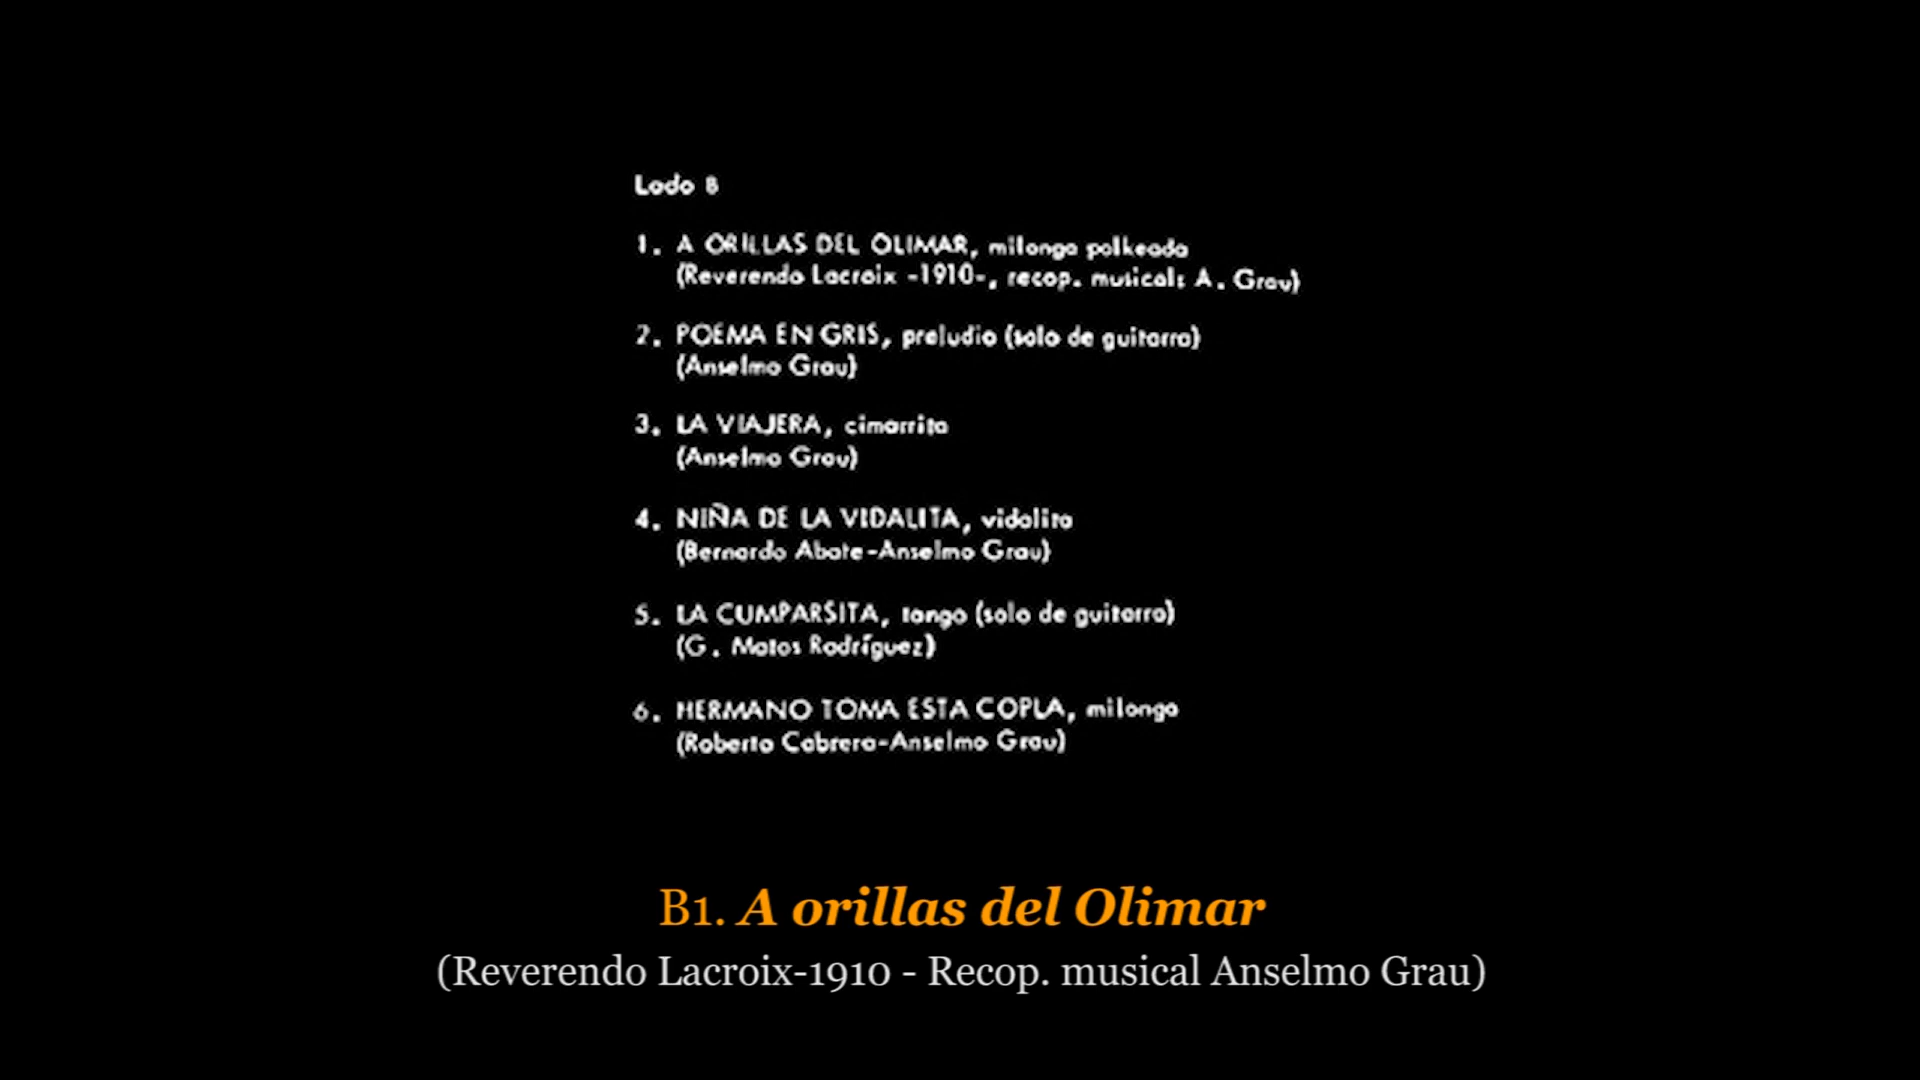 Lado B
1. A ORILLAS DEL OLIMAR, milonga polkeada
(Reverendo Lacroix -1910-, recop. musical: A. Grau)
2. POEMA EN GRIS, preludio (solo de guitarra)
(Anselmo Grau)
3. LA VIAJERA, cimarrita
(Anselmo Grau)
4. NIÑA DE LA VIDALITA, vidalita
(Bernardo Abate-Anselmo Grau)
5. LA CUMPARSITA, tango (solo de guitarra)
(G. Matos Rodríguez)
6. HERMANO TOMA ESTA COPLA, milonga
(Roberto Cabrera-Anselmo Grau)
B1. A orillas del Olimar
(Reverendo Lacroix-1910 - Recop. musical Anselmo Grau)